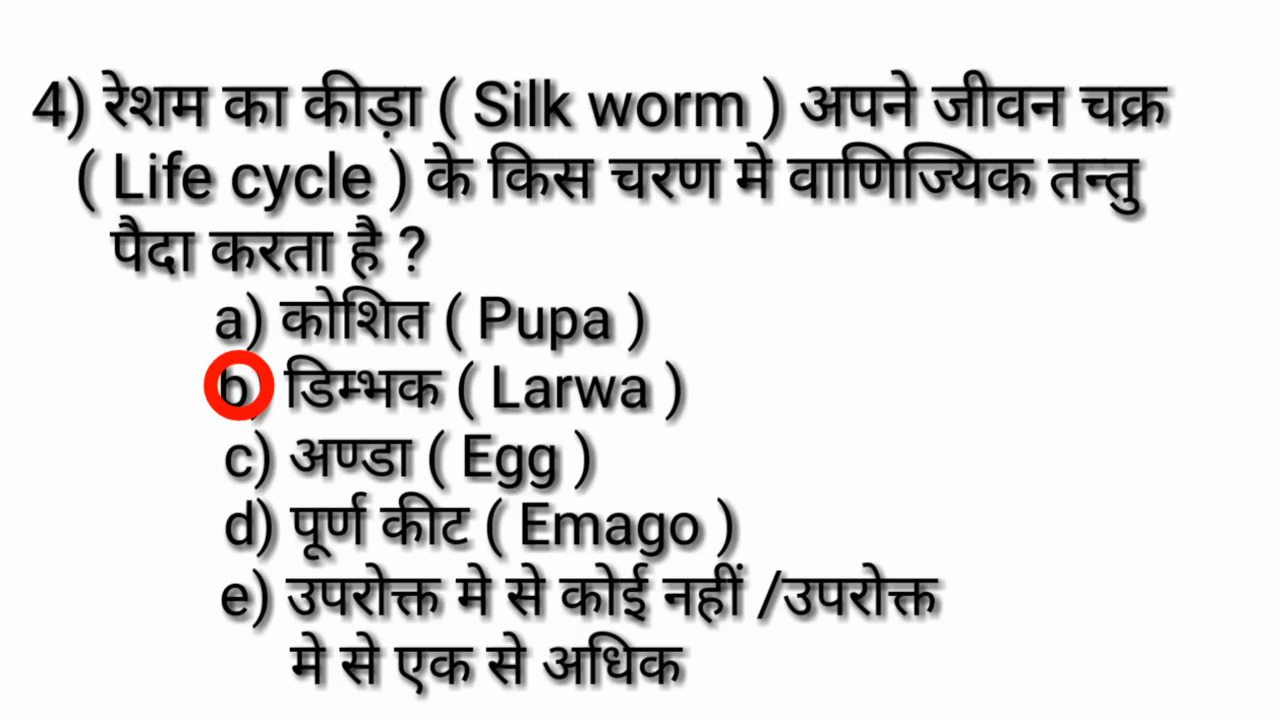 4) रेशम का कीड़ा ( Silk worm ) अपने जीवन चक्र
( Life cycle ) के किस चरण मे वाणिज्यिक तन्तु
पैदा करता है ?
a) कोशित ( Pupa )
b) डिम्भक ( Larwa )
c) अण्डा ( Egg )
d) पूर्ण कीट ( Emago )
e) उपरोक्त मे से कोई नहीं /उपरोक्त
मे से एक से अधिक